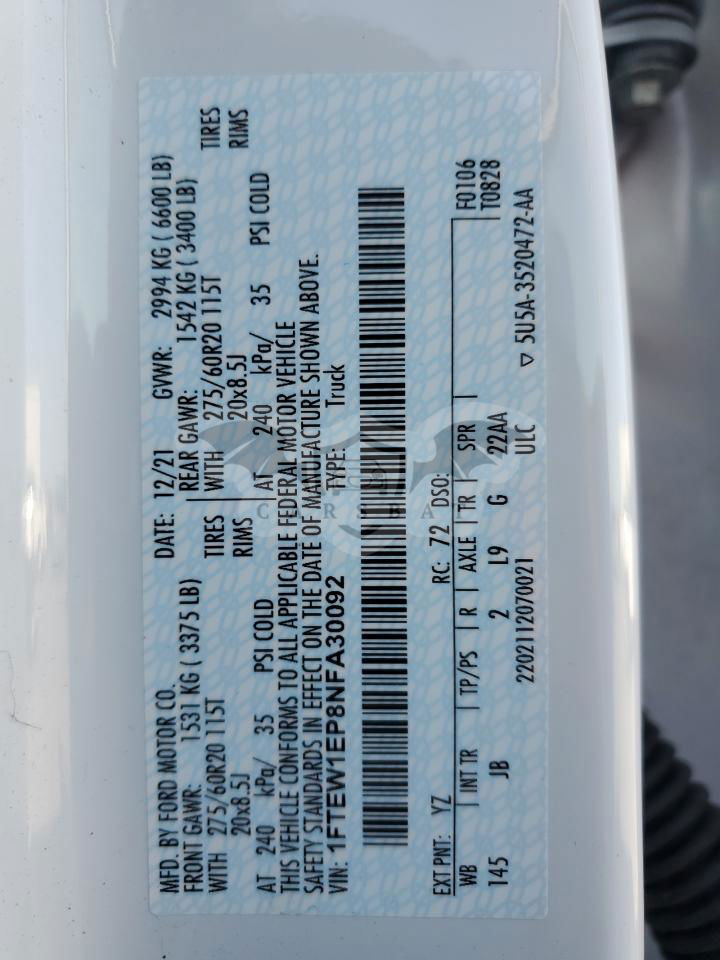 MFD. BY FORD MOTOR CO. DATE: 12/21 GVWR: 2994 KG ( 6600 LB)
FRONT GAWR: 1531 KG ( 3375 LB) REAR GAWR: 1542 KG ( 3400 LB)
WITH 275/60R20 115T TIRES WITH 275/60R20 115T TIRES
20x8.5J RIMS 20x8.5J RIMS
AT 240 kPa/ 35 PSI COLD AT 240 kPa/ 35 PSI COLD
THIS VEHICLE CONFORMS TO ALL APPLICABLE FEDERAL MOTOR VEHICLE
SAFETY STANDARDS IN EFFECT ON THE DATE OF MANUFACTURE SHOWN ABOVE.
VIN: 1FTEW1EP8NFA30092 TYPE: Truck
CARSBAT
EXT PNT: YZ RC: 72 DSO: F0106
WB INT TR TP/PS R AXLE TR SPR T0828
145 JB 2 L9 G 22AA
2202112070021 ULC ▽ 5U5A-3520472-AA